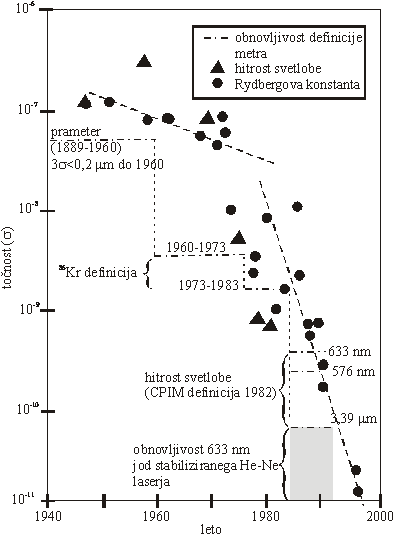 10⁻⁶
obnovljivost definicije
metra
hitrost svetlobe
Rydbergova konstanta
10⁻⁷
prameter
(1889-1960)
3σ<0,2 µm do 1960
10⁻⁸
točnost (σ)
1960-1973
⁸⁶Kr definicija
1973-1983
10⁻⁹
633 nm
576 nm
hitrost svetlobe
(CPIM definicija 1982)
3,39 µm
10⁻¹⁰
obnovljivost 633 nm
jod stabiliziranega He-Ne
laserja
10⁻¹¹
1940 1960 1980 2000
leto